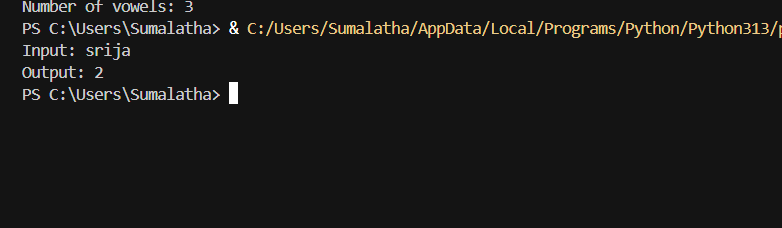 Number of vowels: 3
PS C:\Users\Sumalatha> & C:/Users/Sumalatha/AppData/Local/Programs/Python/Python313/p
Input: srija
Output: 2
PS C:\Users\Sumalatha>